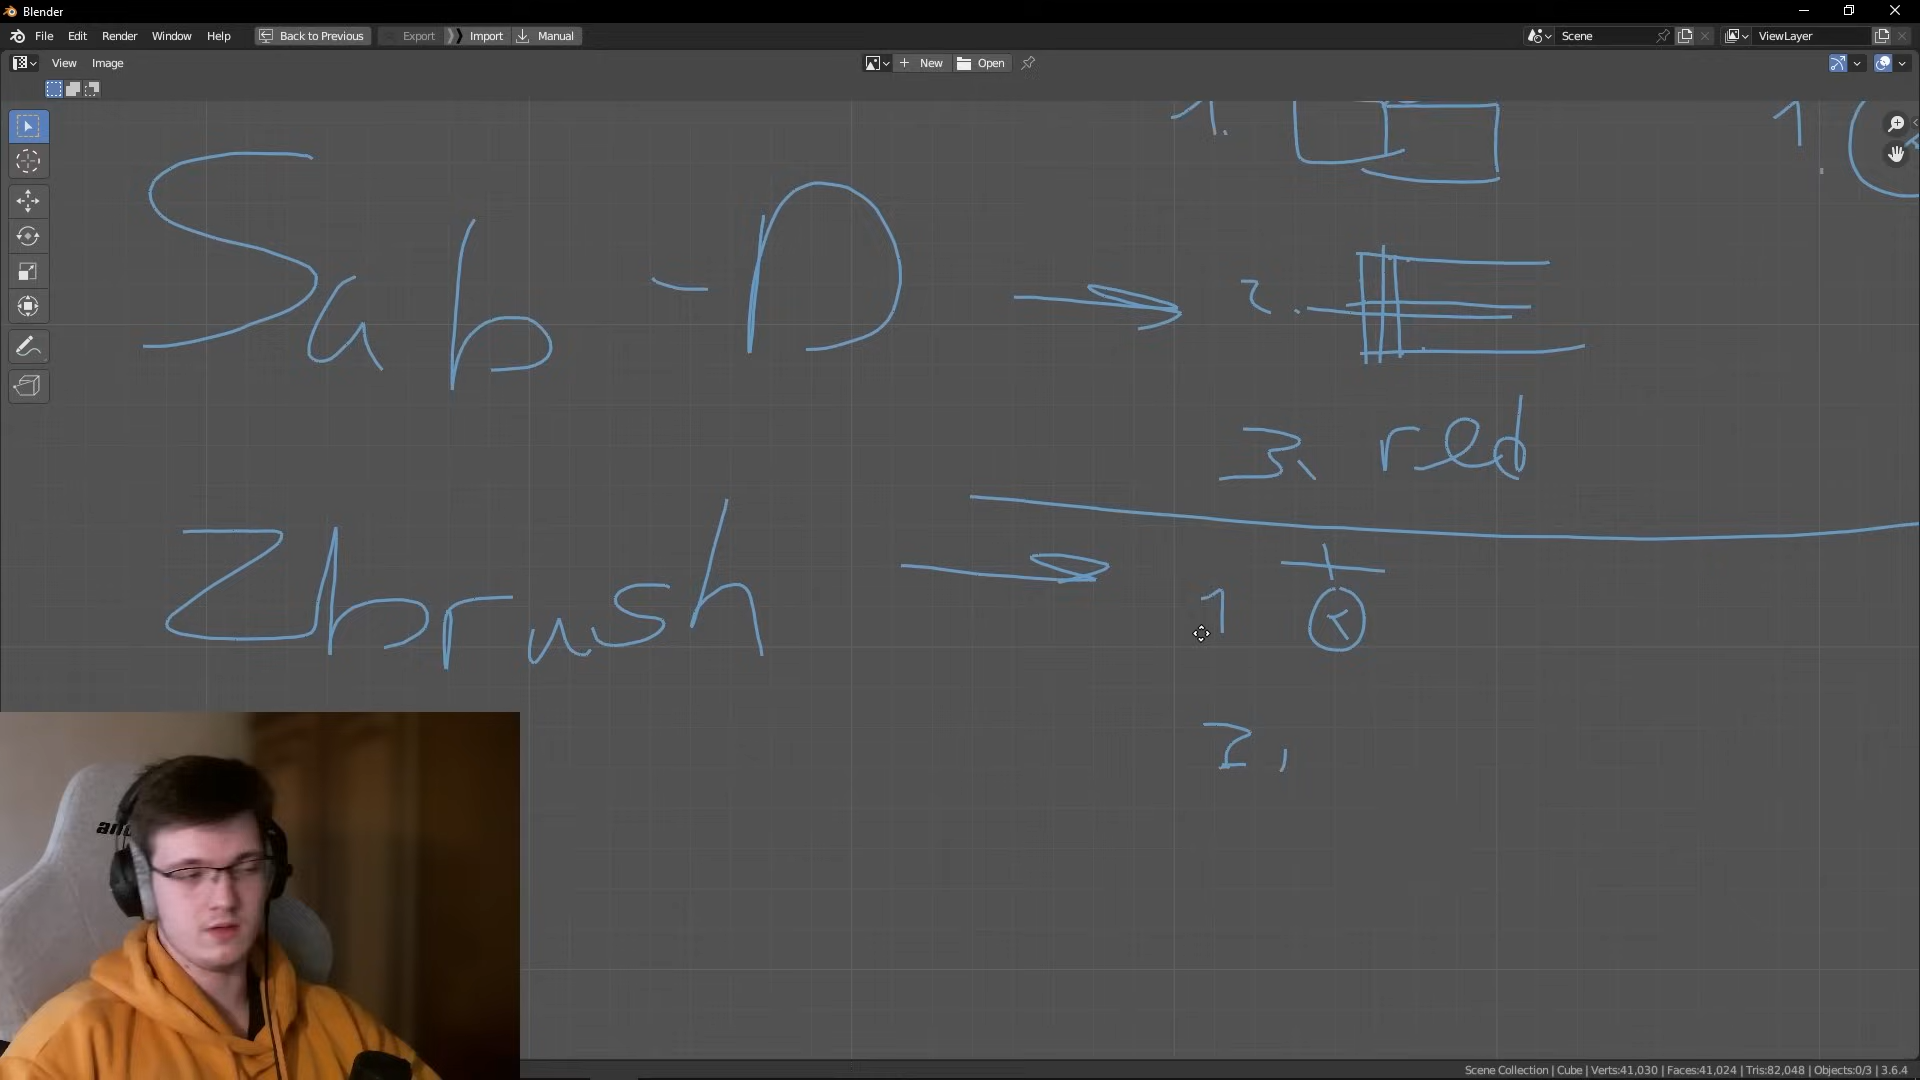 Blender
File Edit Render Window Help Back to Previous Export Import Manual Scene ViewLayer
View Image New Open
1. 1.
Sub-D 2.
3. red
Zbrush 1
2,
Scene Collection | Cube | Verts:41,030 | Faces:41,024 | Tris:82,048 | Objects:0/3 | 3.6.4